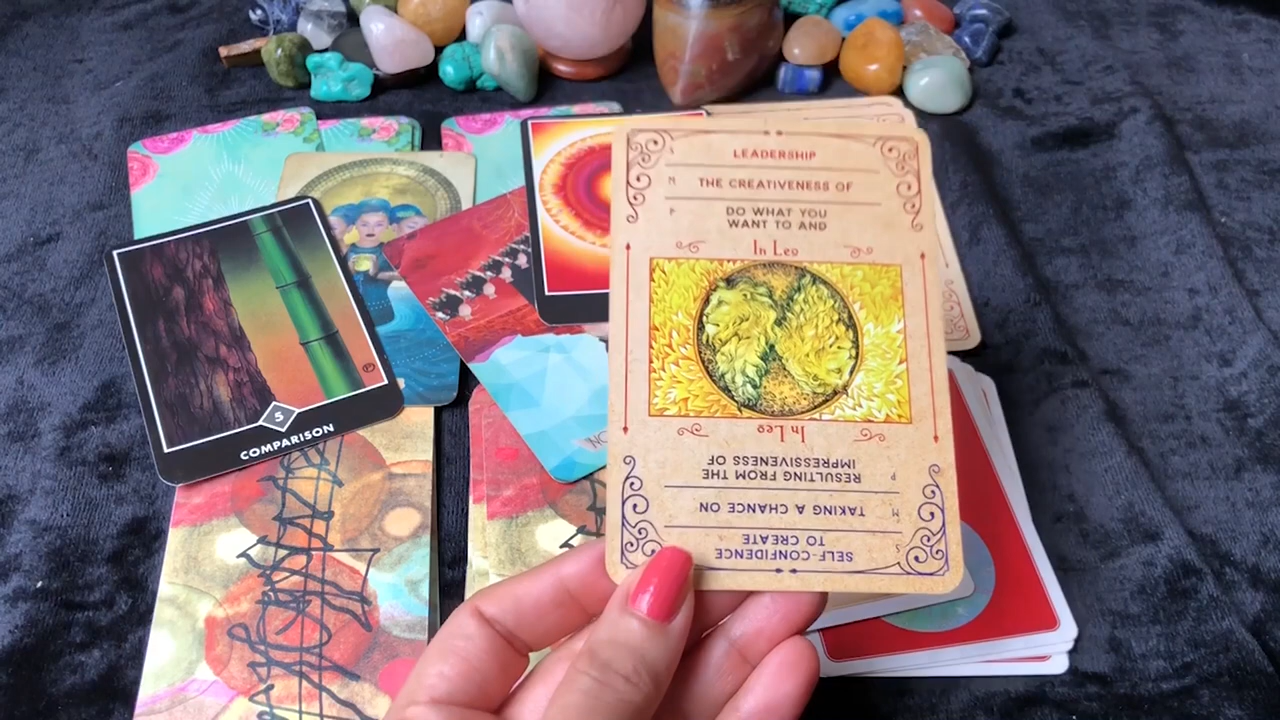 LEADERSHIP
M THE CREATIVENESS OF
P DO WHAT YOU
WANT TO AND
In Leo
In Leo
RESULTING FROM THE P
IMPRESSIVENESS OF
TAKING A CHANCE ON M
SELF-CONFIDENCE S
TO CREATE
5
COMPARISON